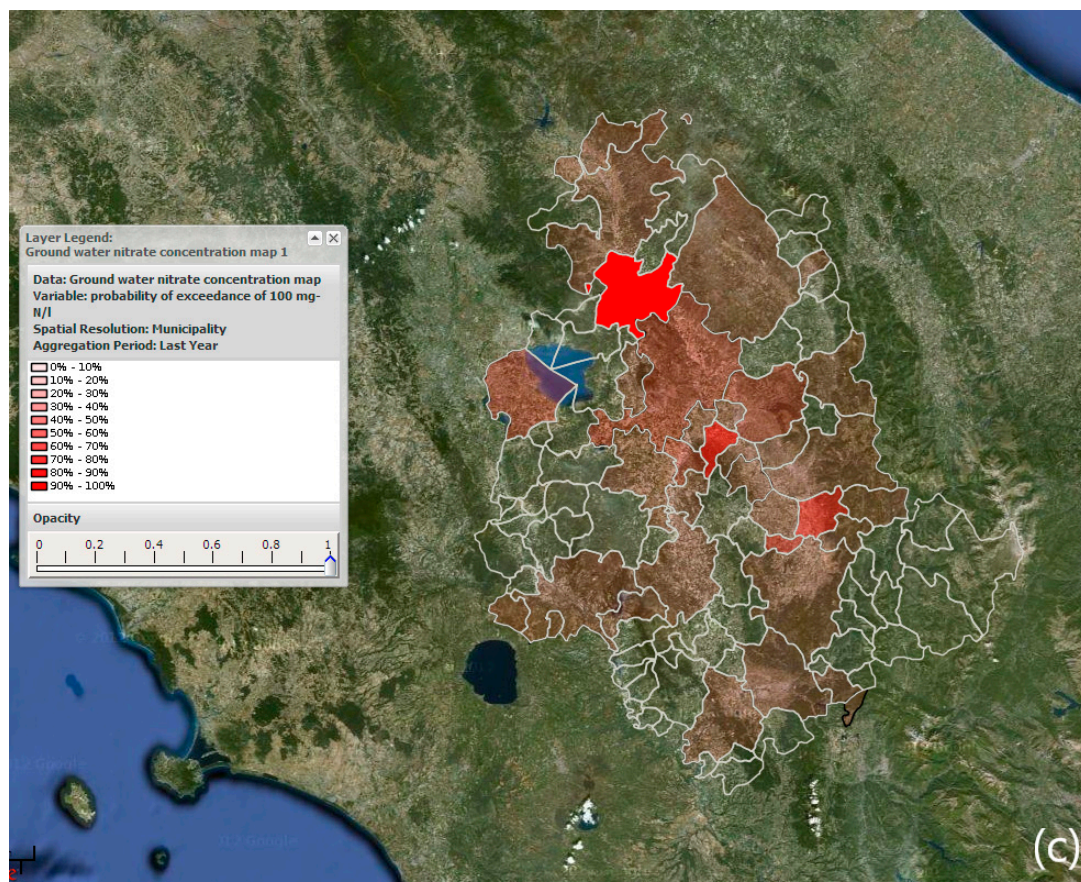 Layer Legend:
Ground water nitrate concentration map 1
Data: Ground water nitrate concentration map
Variable: probability of exceedance of 100 mg-
N/l
Spatial Resolution: Municipality
Aggregation Period: Last Year
0% - 10%
10% - 20%
20% - 30%
30% - 40%
40% - 50%
50% - 60%
60% - 70%
70% - 80%
80% - 90%
90% - 100%
Opacity
0 0.2 0.4 0.6 0.8 1
Google
Google
(c)